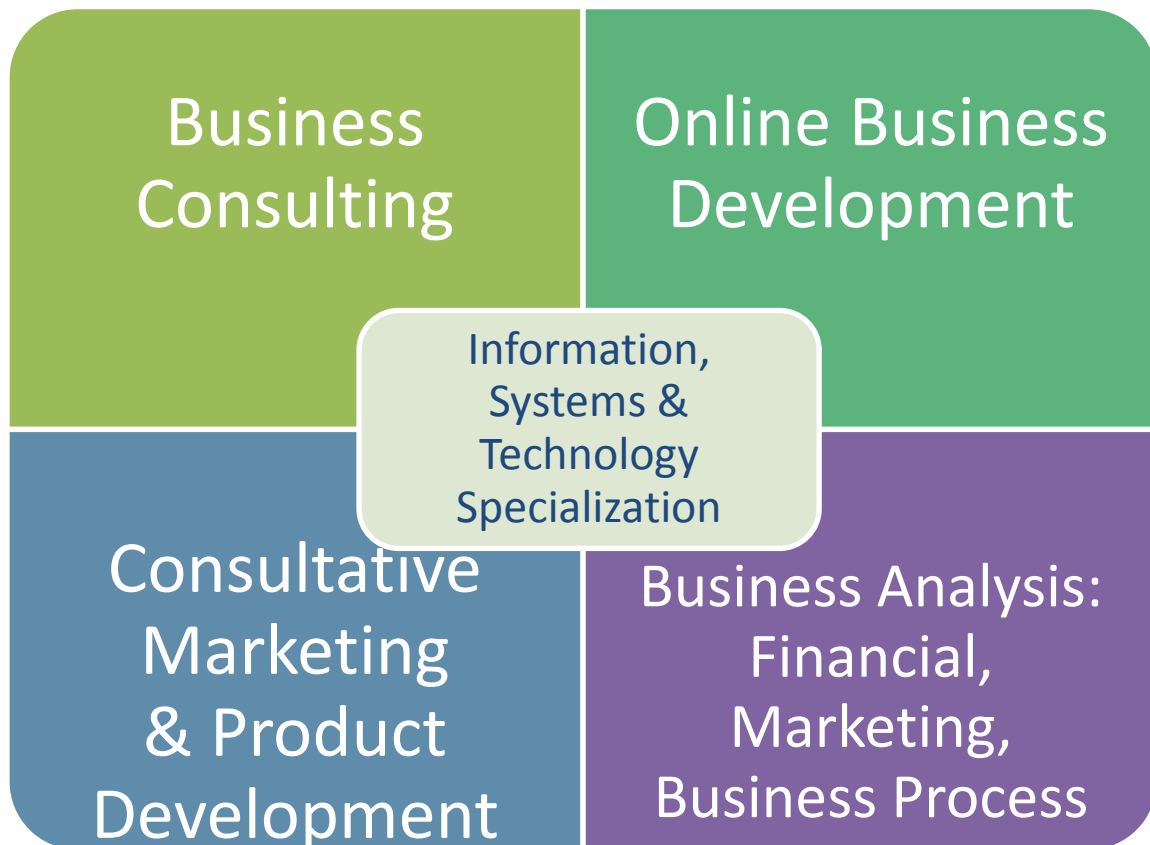 Business
Consulting
Online Business
Development
Information,
Systems &
Technology
Specialization
Consultative
Marketing
& Product
Development
Business Analysis:
Financial,
Marketing,
Business Process